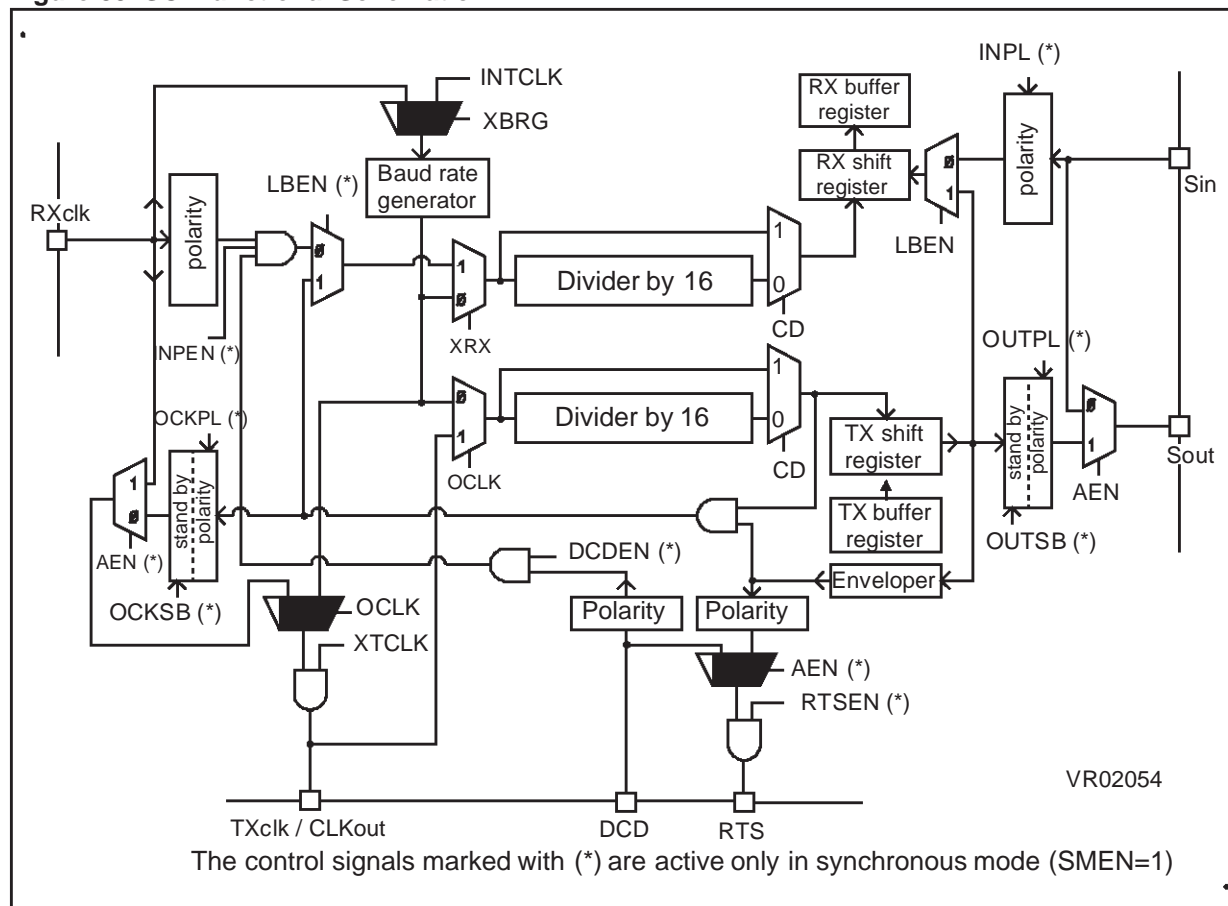 INTCLK
XBRG
INPL (*)
RX buffer
register
RX shift
register
polarity
Sin
LBEN (*)
Baud rate
generator
0
1
LBEN
RXclk
polarity
0
1
1
0
Divider by 16
1
0
CD
INPEN (*)
XRX
OUTPL (*)
OCKPL (*)
0
1
Divider by 16
1
0
CD
OCLK
TX shift
register
stand by
polarity
0
1
Sout
AEN
1
0
stand by
polarity
AEN (*)
TX buffer
register
OUTSB (*)
DCDEN (*)
Enveloper
OCKSB (*)
OCLK
XTCLK
Polarity
Polarity
AEN (*)
RTSEN (*)
VR02054
TXclk / CLKout
DCD
RTS
The control signals marked with (*) are active only in synchronous mode (SMEN=1)